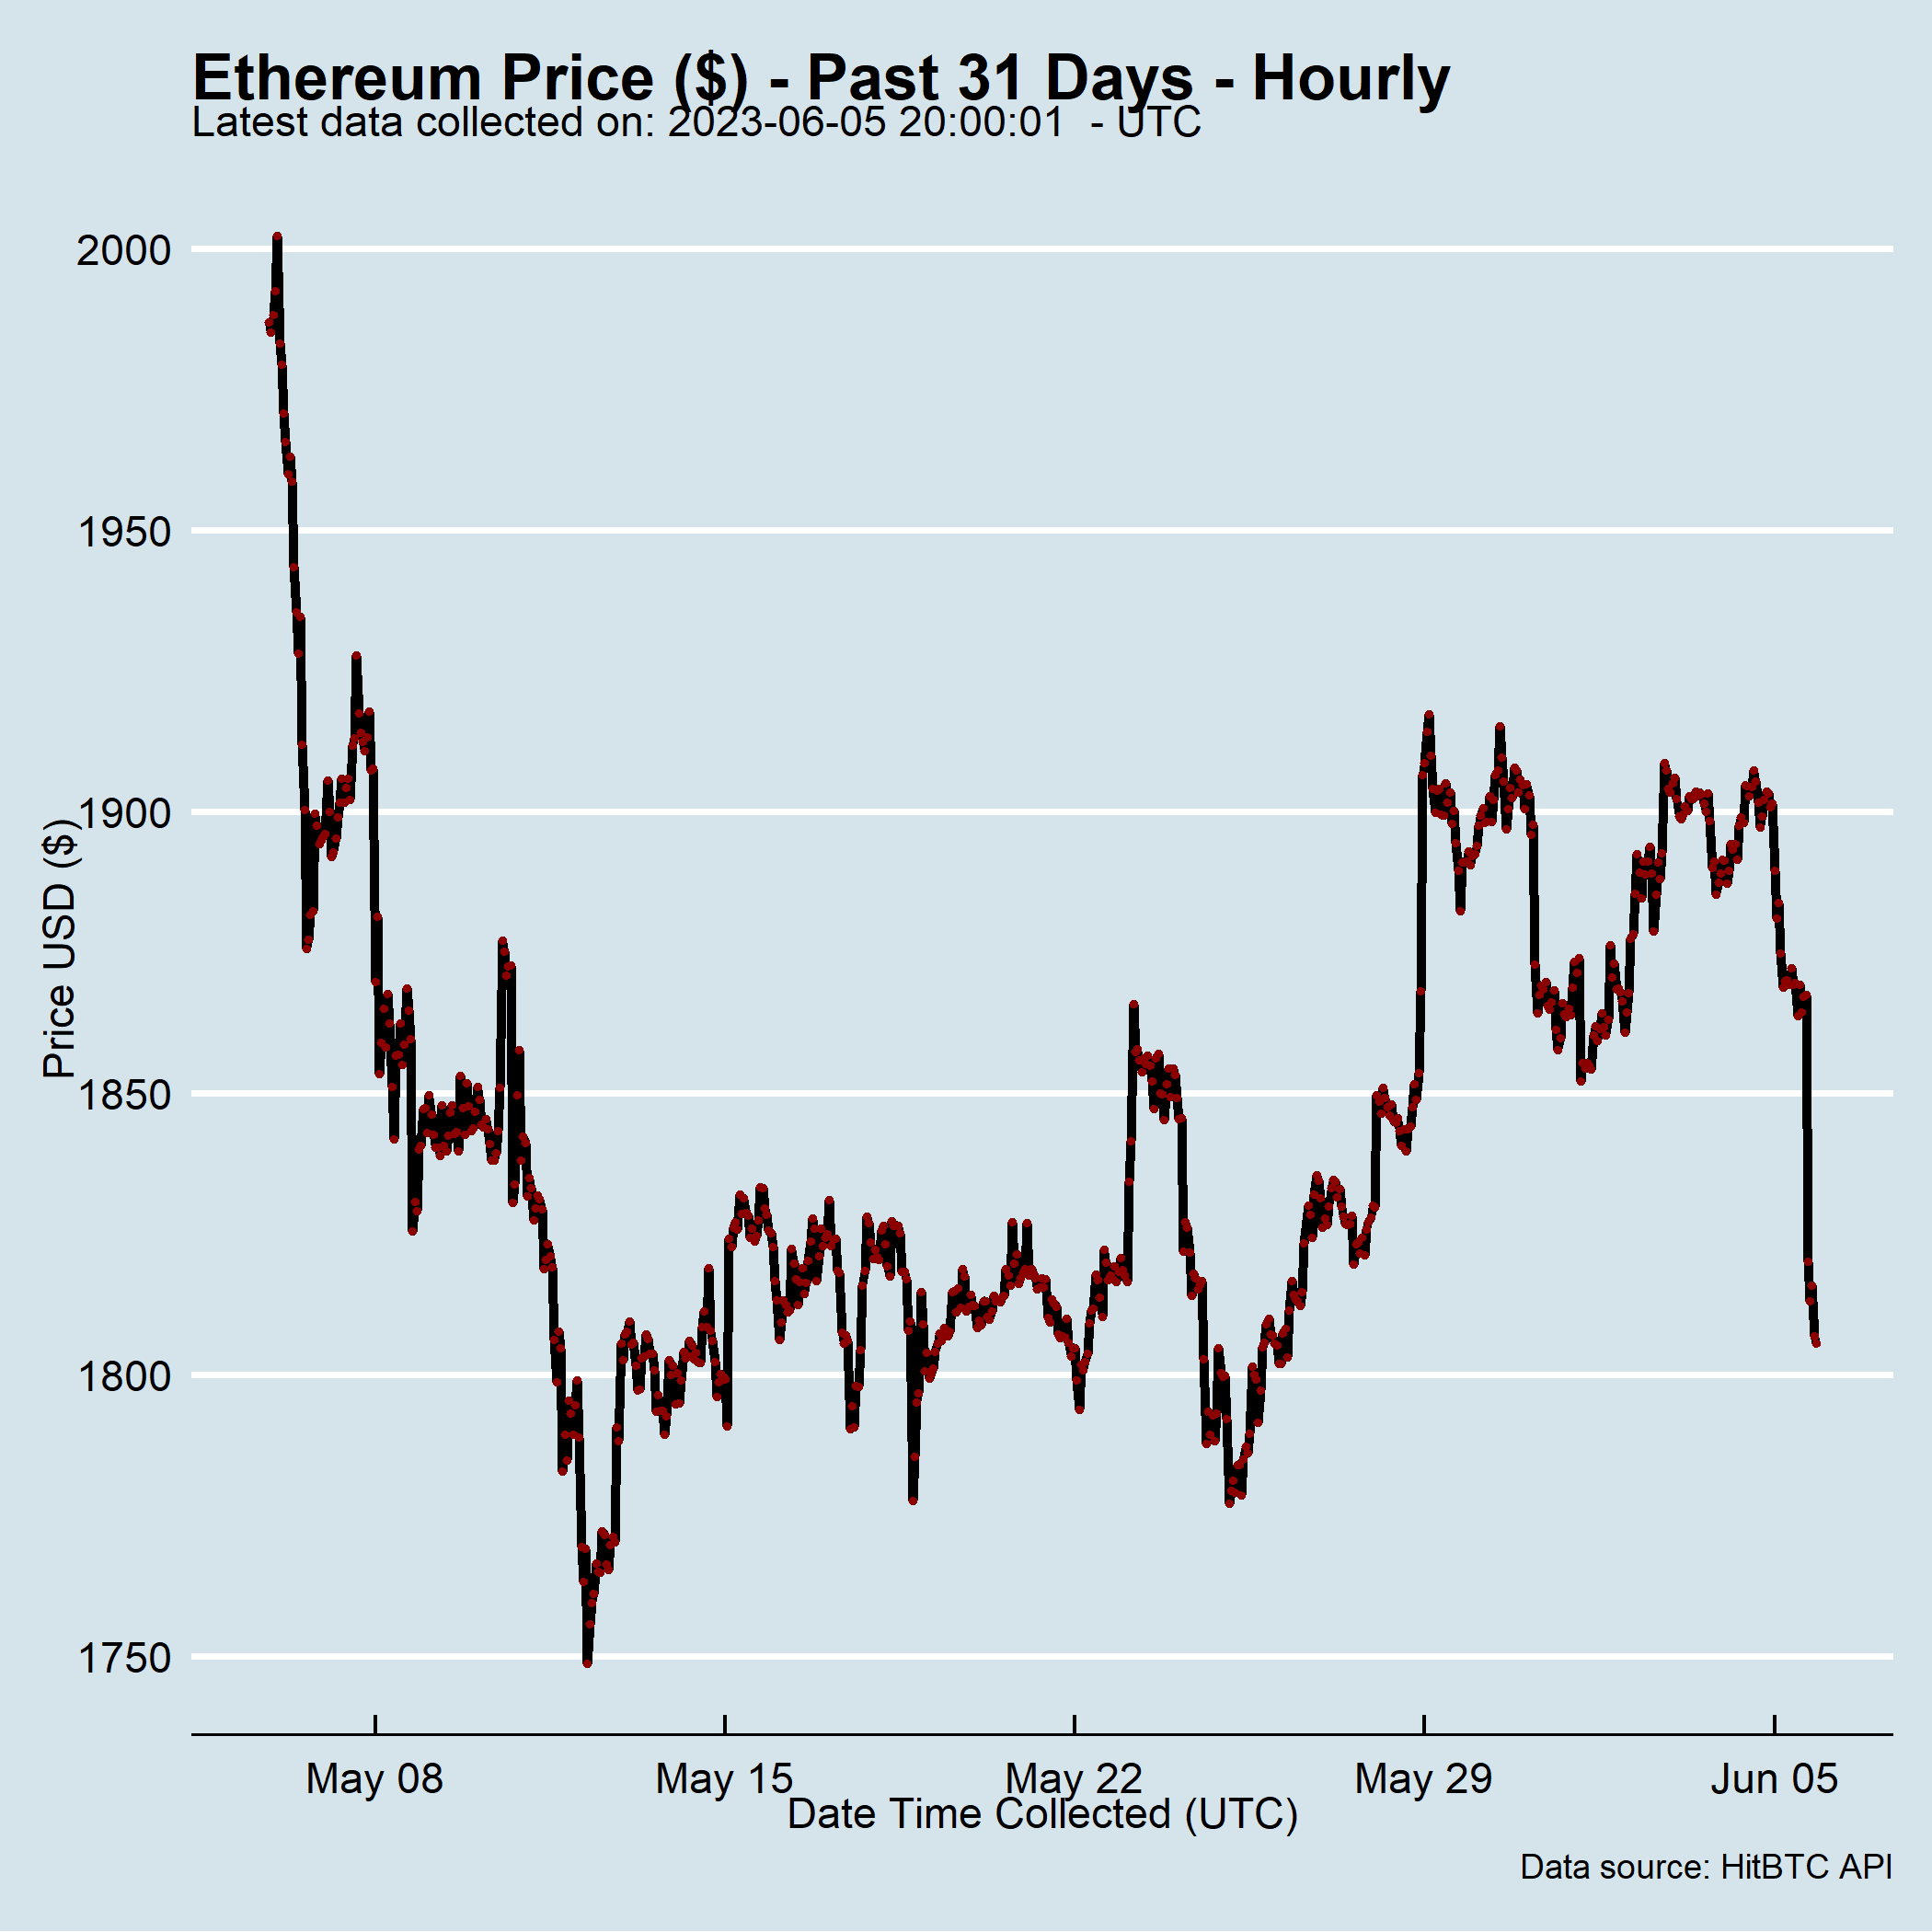 Ethereum Price ($) - Past 31 Days - Hourly
Latest data collected on: 2023-06-05 20:00:01  - UTC
2000
1950
1900
1850
1800
1750
Price USD ($)
May 08 May 15 May 22 May 29 Jun 05
Date Time Collected (UTC)
Data source: HitBTC API